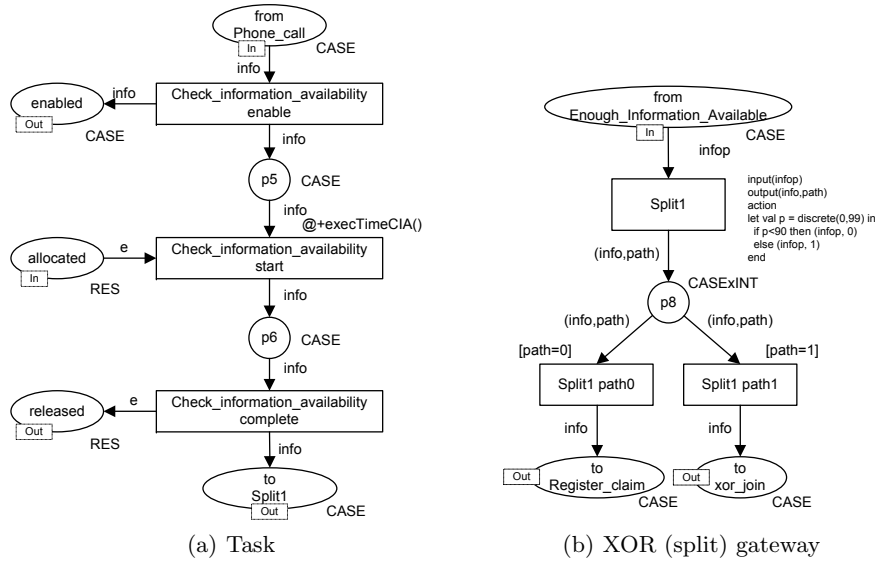 from
Phone_call
In
CASE
info
Check_information_availability
enable
info
enabled
Out
CASE
info
p5
CASE
info
@+execTimeCIA()
Check_information_availability
start
e
allocated
In
RES
info
p6
CASE
info
Check_information_availability
complete
e
released
Out
RES
info
to
Split1
Out
CASE
(a) Task
from
Enough_Information_Available
In
CASE
infop
Split1
input(infop)
output(info,path)
action
let val p = discrete(0,99) in
if p<90 then (infop, 0)
else (infop, 1)
end
(info,path)
CASExINT
p8
(info,path)
(info,path)
[path=0]
[path=1]
Split1 path0
Split1 path1
info
info
Out
to
Register_claim
CASE
Out
to
xor_join
CASE
(b) XOR (split) gateway